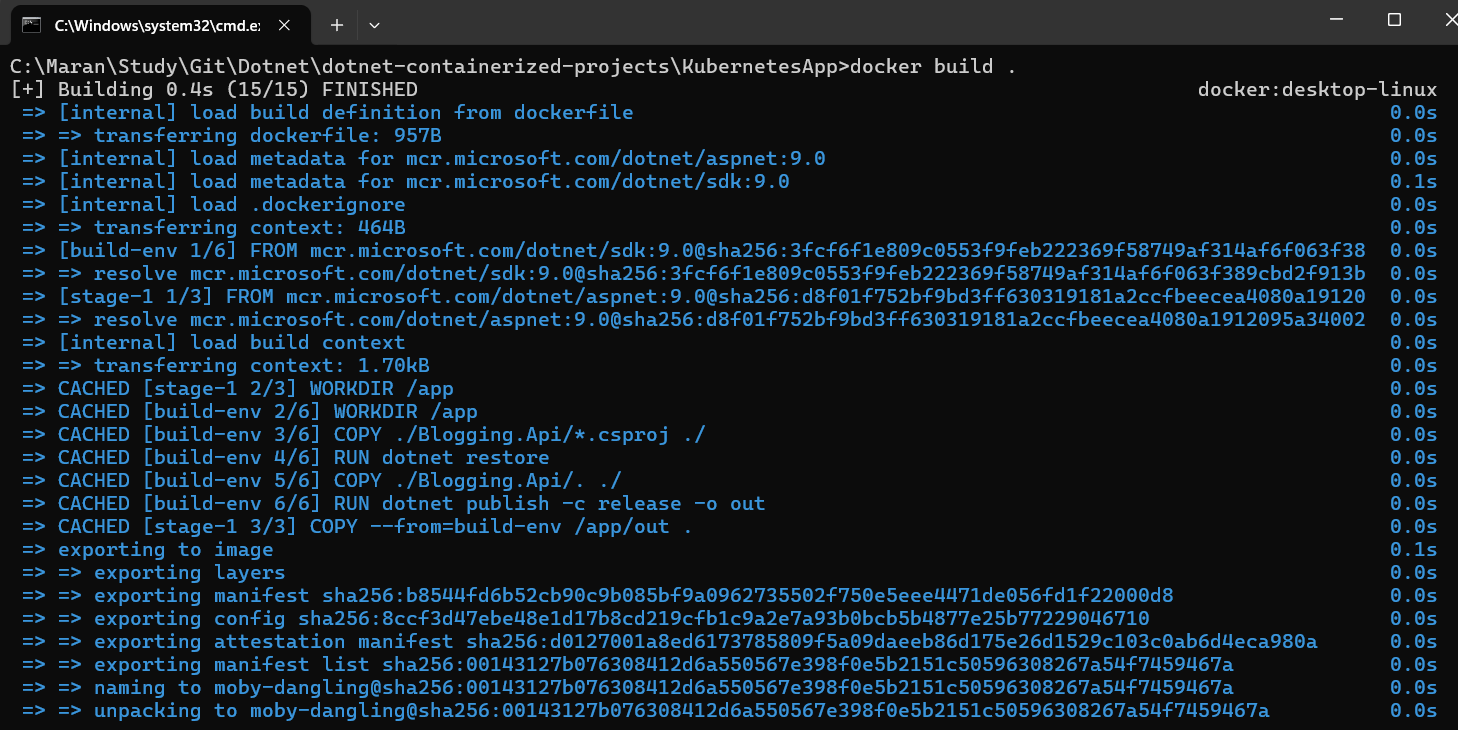 C:\Windows\system32\cmd.e
C:\Maran\Study\Git\Dotnet\dotnet-containerized-projects\KubernetesApp>docker build .
[+] Building 0.4s (15/15) FINISHED docker:desktop-linux
=> [internal] load build definition from dockerfile 0.0s
=> => transferring dockerfile: 957B 0.0s
=> [internal] load metadata for mcr.microsoft.com/dotnet/aspnet:9.0 0.0s
=> [internal] load metadata for mcr.microsoft.com/dotnet/sdk:9.0 0.1s
=> [internal] load .dockerignore 0.0s
=> => transferring context: 464B 0.0s
=> [build-env 1/6] FROM mcr.microsoft.com/dotnet/sdk:9.0@sha256:3fcf6f1e809c0553f9feb222369f58749af314af6f063f38 0.0s
=> => resolve mcr.microsoft.com/dotnet/sdk:9.0@sha256:3fcf6f1e809c0553f9feb222369f58749af314af6f063f389cbd2f913b 0.0s
=> [stage-1 1/3] FROM mcr.microsoft.com/dotnet/aspnet:9.0@sha256:d8f01f752bf9bd3ff630319181a2ccfbeecea4080a19120 0.0s
=> => resolve mcr.microsoft.com/dotnet/aspnet:9.0@sha256:d8f01f752bf9bd3ff630319181a2ccfbeecea4080a1912095a34002 0.0s
=> [internal] load build context 0.0s
=> => transferring context: 1.70kB 0.0s
=> CACHED [stage-1 2/3] WORKDIR /app 0.0s
=> CACHED [build-env 2/6] WORKDIR /app 0.0s
=> CACHED [build-env 3/6] COPY ./Blogging.Api/*.csproj ./ 0.0s
=> CACHED [build-env 4/6] RUN dotnet restore 0.0s
=> CACHED [build-env 5/6] COPY ./Blogging.Api/. ./ 0.0s
=> CACHED [build-env 6/6] RUN dotnet publish -c release -o out 0.0s
=> CACHED [stage-1 3/3] COPY --from=build-env /app/out . 0.0s
=> exporting to image 0.1s
=> => exporting layers 0.0s
=> => exporting manifest sha256:b8544fd6b52cb90c9b085bf9a0962735502f750e5eee4471de056fd1f22000d8 0.0s
=> => exporting config sha256:8ccf3d47ebe48e1d17b8cd219cfb1c9a2e7a93b0bcb5b4877e25b77229046710 0.0s
=> => exporting attestation manifest sha256:d0127001a8ed6173785809f5a09daeeb86d175e26d1529c103c0ab6d4eca980a 0.0s
=> => exporting manifest list sha256:00143127b076308412d6a550567e398f0e5b2151c50596308267a54f7459467a 0.0s
=> => naming to moby-dangling@sha256:00143127b076308412d6a550567e398f0e5b2151c50596308267a54f7459467a 0.0s
=> => unpacking to moby-dangling@sha256:00143127b076308412d6a550567e398f0e5b2151c50596308267a54f7459467a 0.0s